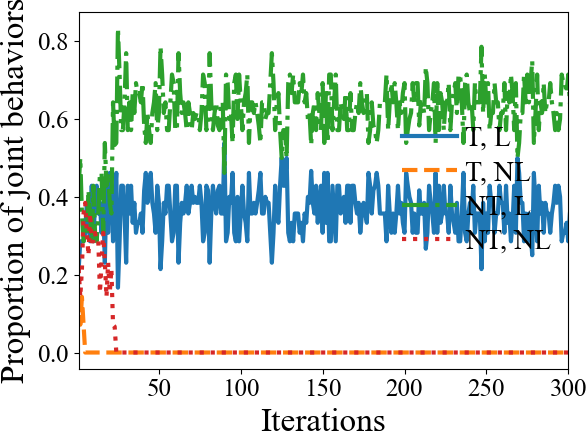 Proportion of joint behaviors
0.8
0.6
0.4
0.2
0.0
T, L
T, NL
NT, L
NT, NL
50
100
150
200
250
300
Iterations